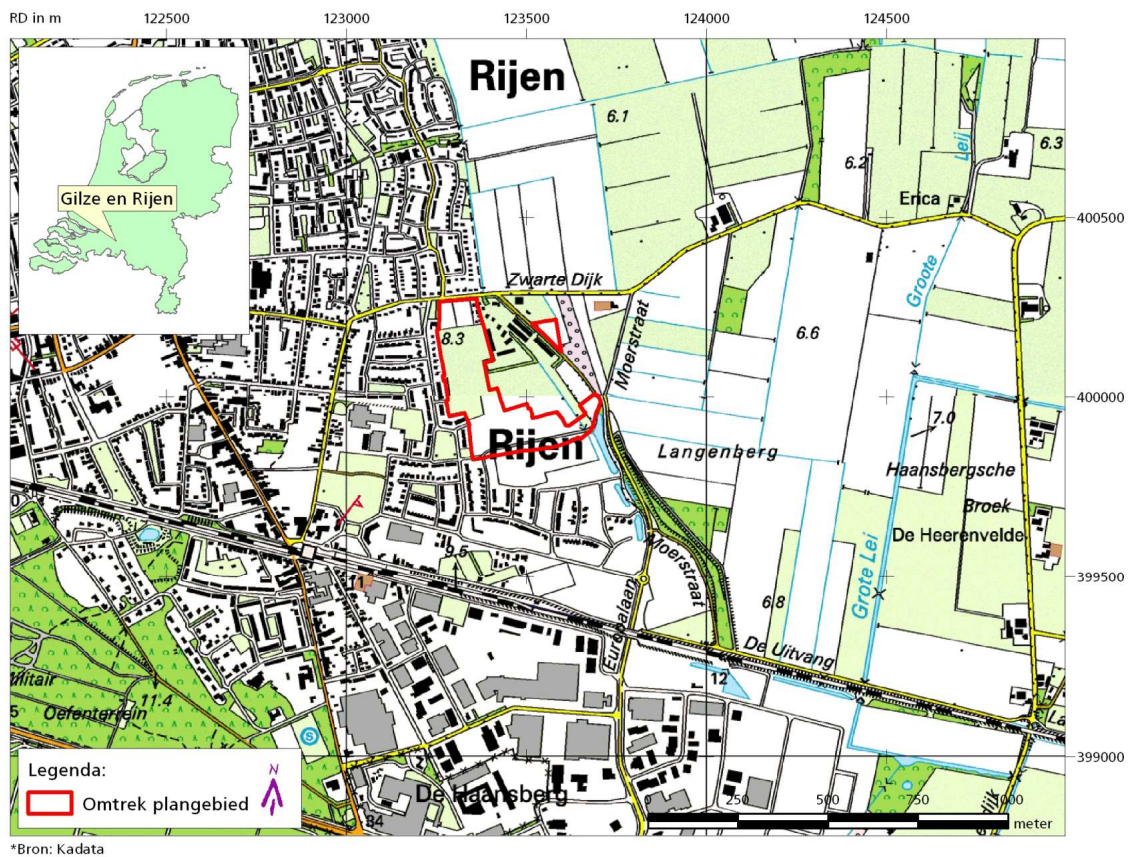 RD in m
122500
123000
123500
124000
124500
Rijen
6.1
6.2
6.3
Leij
Gilze en Rijen
Erica
400500
Groote
Zwarte Dijk
Moerstraat
8.3
6.6
400000
7.0
Rijen
Langenberg
Haansbergsche
Broek
De Heerenvelde
9.5
11
Moerstraat
Grote Lei
399500
6.8
Europalaan
De Uitvang
12
11.4
Oefenterrein
S
399000
Legenda:
N
Omtrek plangebied
De Haansberg
34
0 250 500 750 1000
meter
*Bron: Kadata